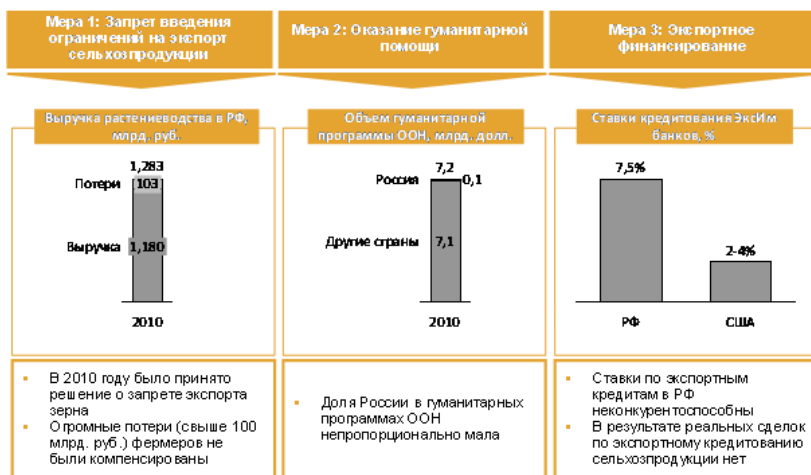 Мера 1: Запрет введения
ограничений на экспорт
сельхозпродукции
Мера 2: Оказание гуманитарной
помощи
Мера 3: Экспортное
финансирование
Выручка растениеводства в РФ,
млрд. руб.
1,283
Потери 103
Выручка 1,180
2010
Объем гуманитарной
программы ООН, млрд. долл.
7,2
Россия 0,1
Другие страны 7,1
2010
Ставки кредитования ЭксИм
банков, %
7,5%
2-4%
РФ США
В 2010 году было принято
решение о запрете экспорта
зерна
Огромные потери (свыше 100
млрд. руб.) фермеров не
были компенсированы
Доля России в гуманитарных
программах ООН
непропорционально мала
Ставки по экспортным
кредитам в РФ
неконкурентоспособны
В результате реальных сделок
по экспортному кредитованию
сельхозпродукции нет